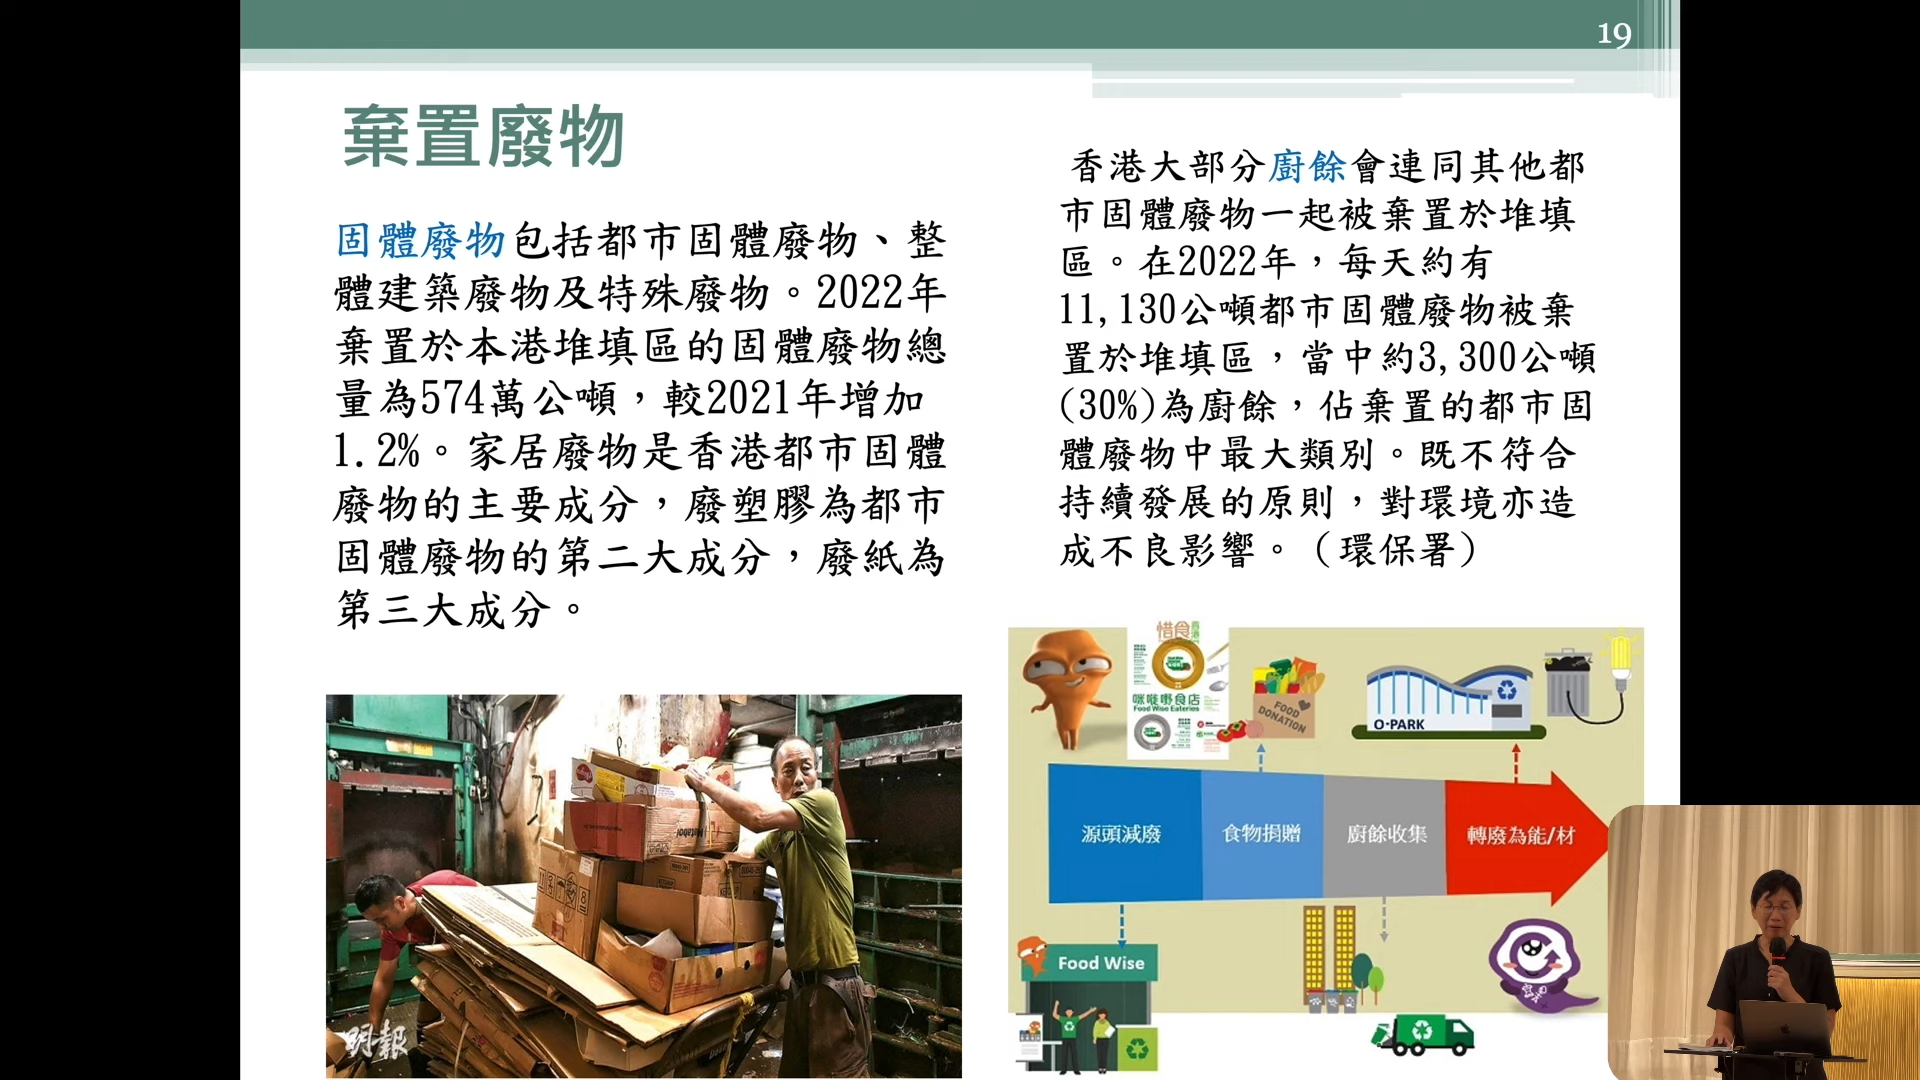 19
棄置廢物
固體廢物包括都市固體廢物、整
體建築廢物及特殊廢物。2022年
棄置於本港堆填區的固體廢物總
量為574萬公噸，較2021年增加
1.2%。家居廢物是香港都市固體
廢物的主要成分，廢塑膠為都市
固體廢物的第二大成分，廢紙為
第三大成分。
香港大部分廚餘會連同其他都
市固體廢物一起被棄置於堆填
區。在2022年，每天約有
11,130公噸都市固體廢物被棄
置於堆填區，當中約3,300公噸
(30%)為廚餘，佔棄置的都市固
體廢物中最大類別。既不符合
持續發展的原則，對環境亦造
成不良影響。（環保署）
明報
惜食
咪嘥嘢食店
Food Wise Eateries
FOOD
DONATION
O·PARK
源頭減廢
食物捐贈
廚餘收集
轉廢為能/材
Food Wise